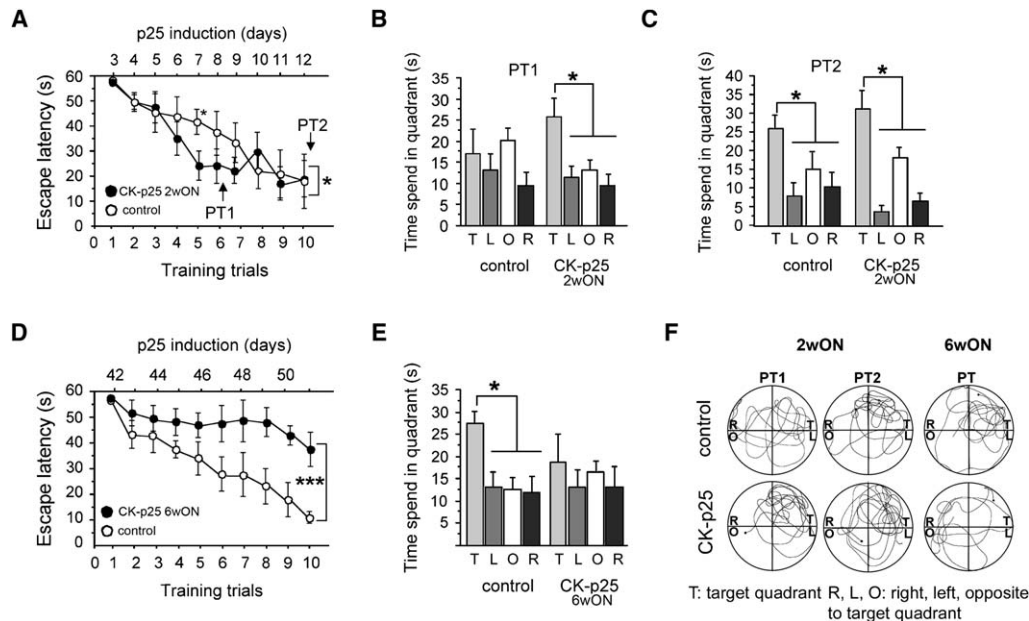 A
p25 induction (days)
3 4 5 6 7 8 9 10 11 12
Escape latency (s)
60
50
40
30
20
10
0 1 2 3 4 5 6 7 8 9 10
Training trials
*
PT1
PT2
*
CK-p25 2wON
control
B
PT1
Time spend in quadrant (s)
40
35
30
25
20
15
10
5
*
T L O R T L O R
control CK-p25
2wON
C
PT2
Time spend in quadrant (s)
40
35
30
25
20
15
10
5
* *
T L O R T L O R
control CK-p25
2wON
D
p25 induction (days)
42 44 46 48 50
Escape latency (s)
60
50
40
30
20
10
0 1 2 3 4 5 6 7 8 9 10
Training trials
***
CK-p25 6wON
control
E
Time spend in quadrant (s)
40
35
30
25
20
15
10
5
*
T L O R T L O R
control CK-p25
6wON
F
2wON 6wON
PT1 PT2 PT
control
R T R T R T
O L O L O L
CK-p25
R T R T R T
O L O L O L
T: target quadrant R, L, O: right, left, opposite
to target quadrant